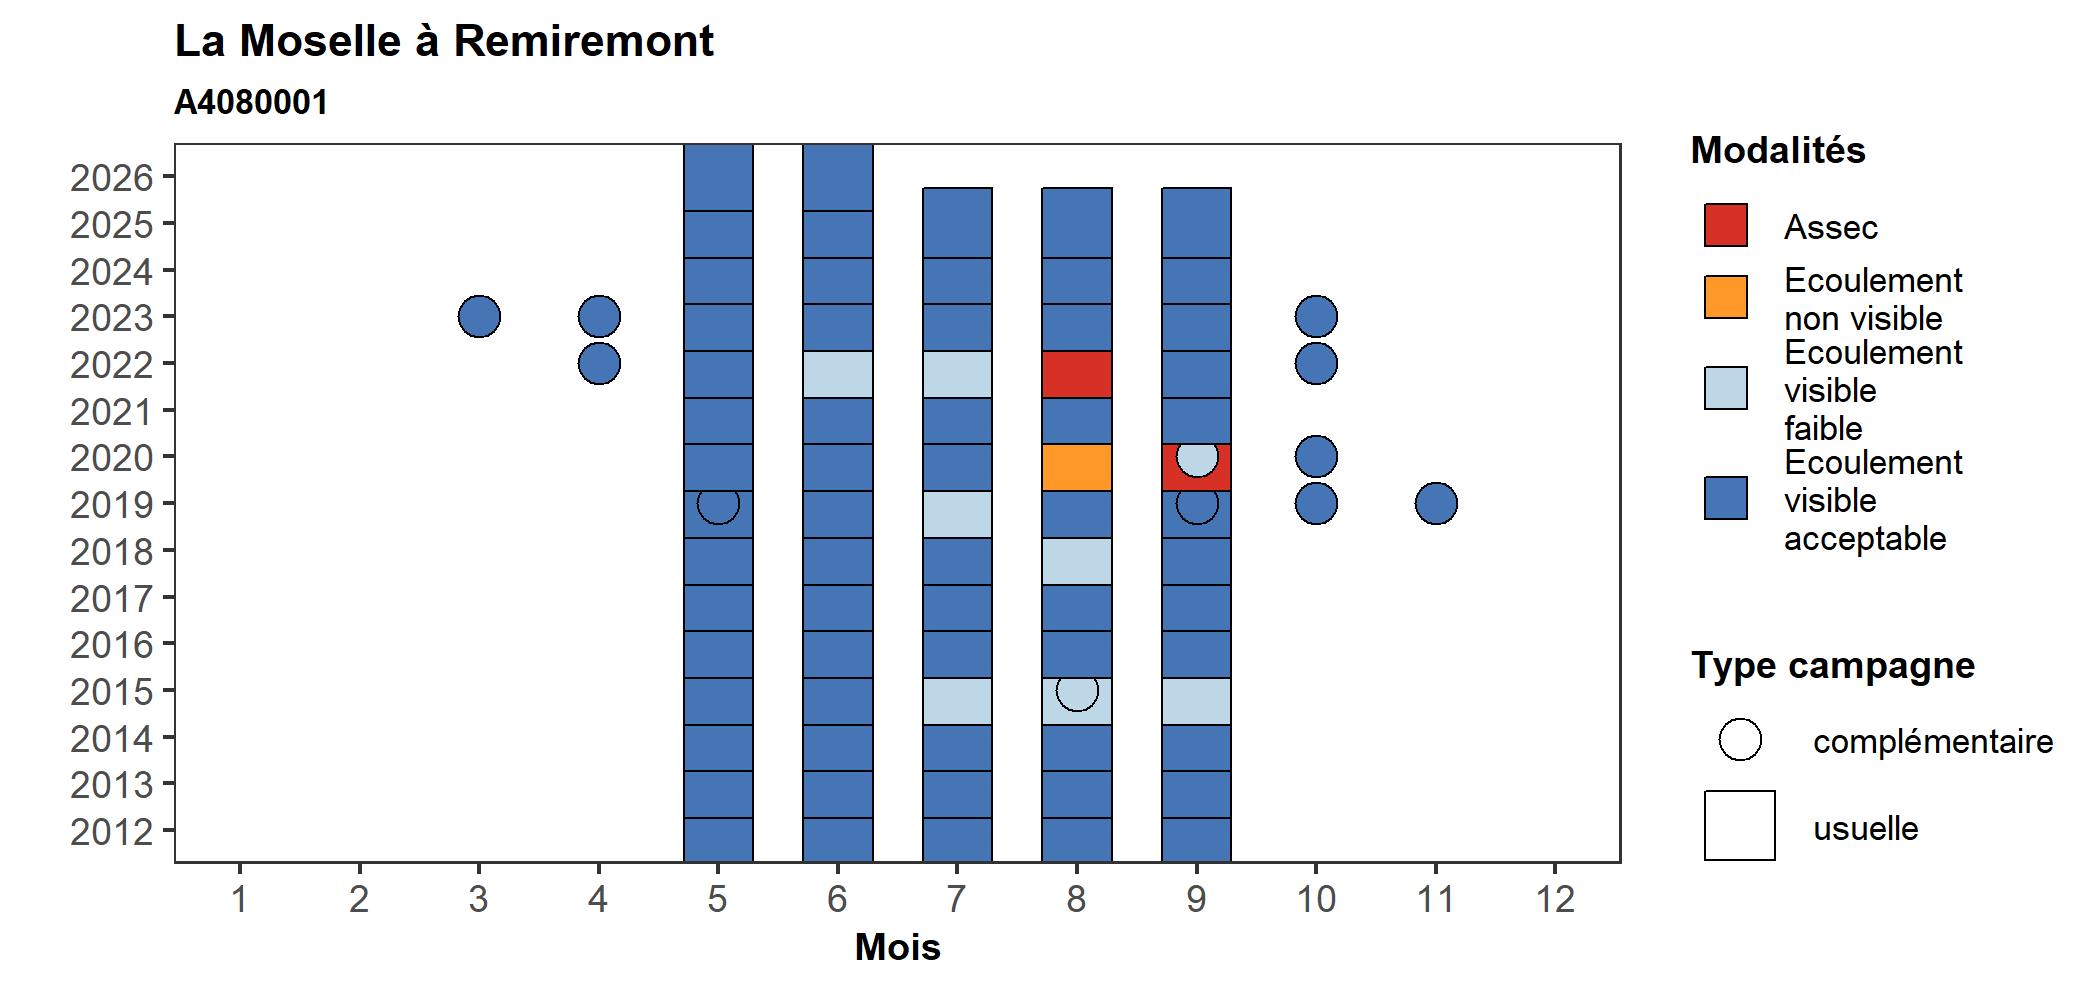 La Moselle à Remiremont
A4080001
2026
2025
2024
2023
2022
2021
2020
2019
2018
2017
2016
2015
2014
2013
2012
1 2 3 4 5 6 7 8 9 10 11 12
Mois
Modalités
Assec
Ecoulement
non visible
Ecoulement
visible
faible
Ecoulement
visible
acceptable
Type campagne
complémentaire
usuelle